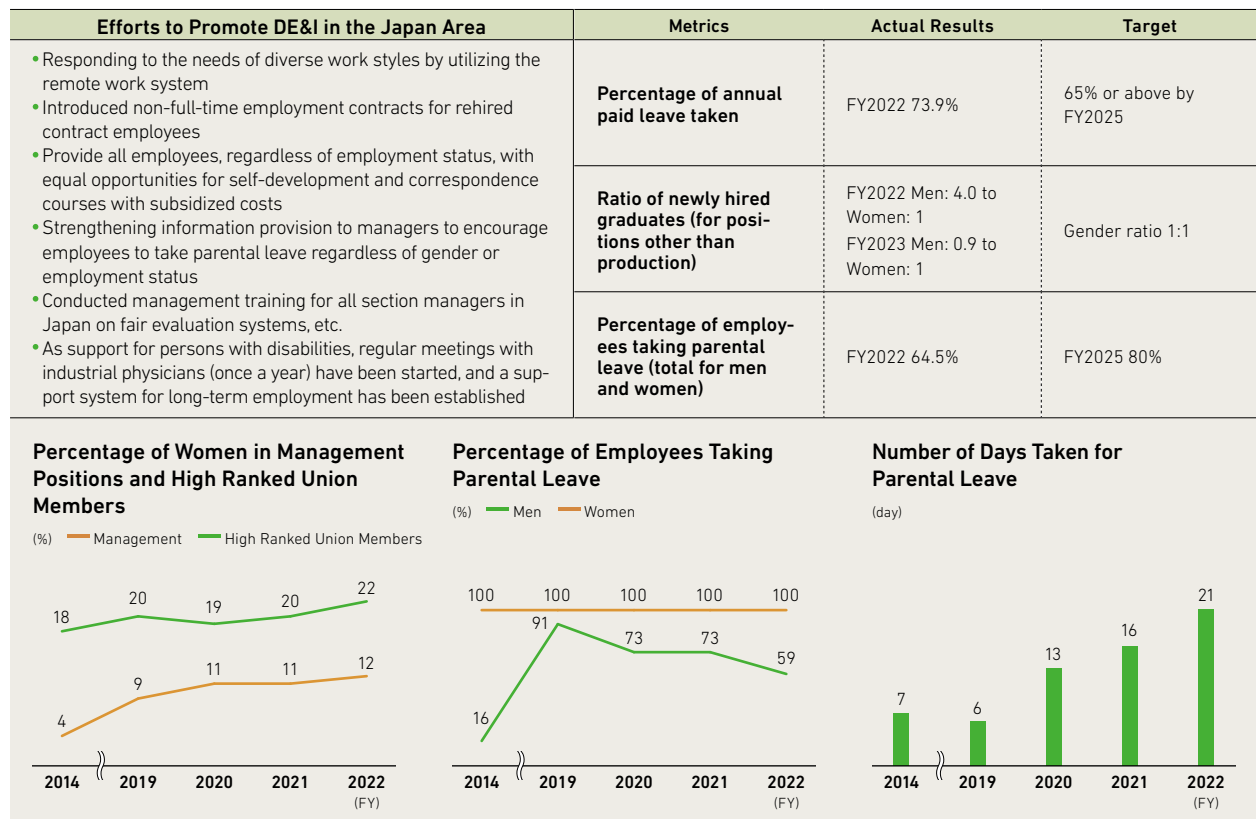 Efforts to Promote DE&I in the Japan Area
Metrics
Actual Results
Target
• Responding to the needs of diverse work styles by utilizing the
remote work system
• Introduced non-full-time employment contracts for rehired
contract employees
• Provide all employees, regardless of employment status, with
equal opportunities for self-development and correspondence
courses with subsidized costs
• Strengthening information provision to managers to encourage
employees to take parental leave regardless of gender or
employment status
• Conducted management training for all section managers in
Japan on fair evaluation systems, etc.
• As support for persons with disabilities, regular meetings with
industrial physicians (once a year) have been started, and a sup-
port system for long-term employment has been established
Percentage of annual
paid leave taken
FY2022 73.9%
65% or above by
FY2025
Ratio of newly hired
graduates (for posi-
tions other than
production)
FY2022 Men: 4.0 to
Women: 1
FY2023 Men: 0.9 to
Women: 1
Gender ratio 1:1
Percentage of employ-
ees taking parental
leave (total for men
and women)
FY2022 64.5%
FY2025 80%
Percentage of Women in Management
Positions and High Ranked Union
Members
(%) Management High Ranked Union Members
18 20 19 20 22
4 9 11 11 12
2014 2019 2020 2021 2022
(FY)
Percentage of Employees Taking
Parental Leave
(%) Men Women
100 100 100 100 100
16 91 73 73 59
2014 2019 2020 2021 2022
(FY)
Number of Days Taken for
Parental Leave
(day)
7 6 13 16 21
2014 2019 2020 2021 2022
(FY)